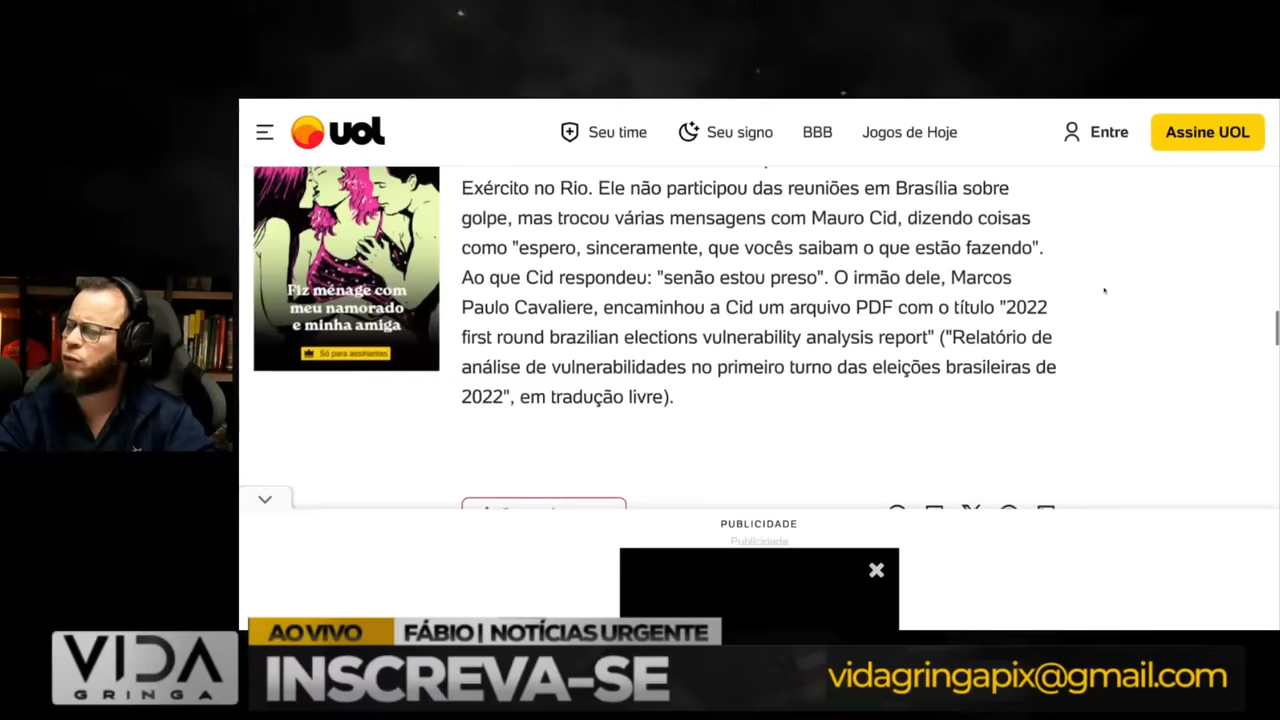 uol
Seu time
Seu signo
BBB
Jogos de Hoje
Entre
Assine UOL
Exército no Rio. Ele não participou das reuniões em Brasília sobre
golpe, mas trocou várias mensagens com Mauro Cid, dizendo coisas
como "espero, sinceramente, que vocês saibam o que estão fazendo".
Ao que Cid respondeu: "senão estou preso". O irmão dele, Marcos
Paulo Cavaliere, encaminhou a Cid um arquivo PDF com o título "2022
first round brazilian elections vulnerability analysis report" ("Relatório de
análise de vulnerabilidades no primeiro turno das eleições brasileiras de
2022", em tradução livre).
Fiz ménage com
meu namorado
e minha amiga
Só para assinantes
PUBLICIDADE
Publicidade
AO VIVO
FÁBIO | NOTÍCIAS URGENTE
VIDA
GRINGA
INSCREVA-SE
vidagringapix@gmail.com